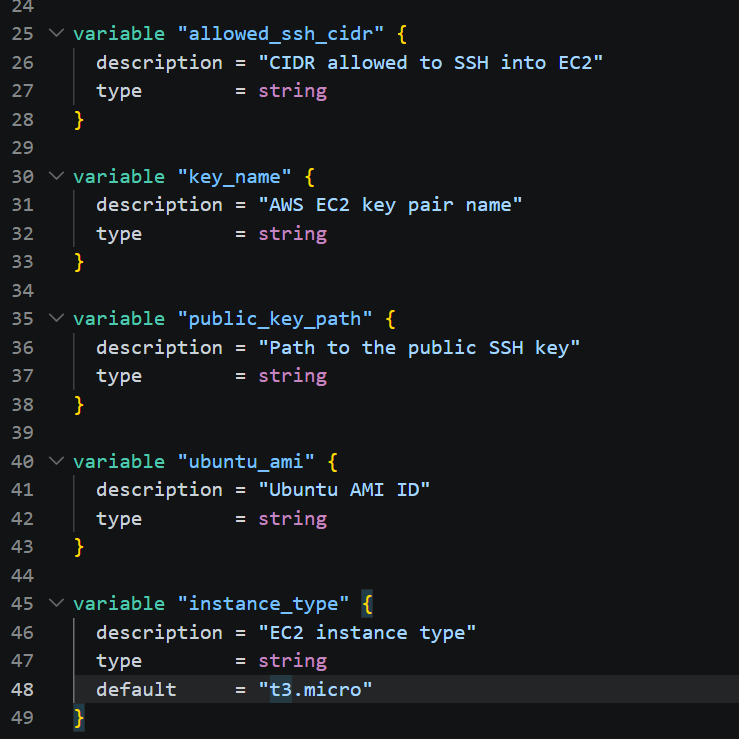 24
25 variable "allowed_ssh_cidr" {
26   description = "CIDR allowed to SSH into EC2"
27   type        = string
28 }
29
30 variable "key_name" {
31   description = "AWS EC2 key pair name"
32   type        = string
33 }
34
35 variable "public_key_path" {
36   description = "Path to the public SSH key"
37   type        = string
38 }
39
40 variable "ubuntu_ami" {
41   description = "Ubuntu AMI ID"
42   type        = string
43 }
44
45 variable "instance_type" {
46   description = "EC2 instance type"
47   type        = string
48   default     = "t3.micro"
49 }